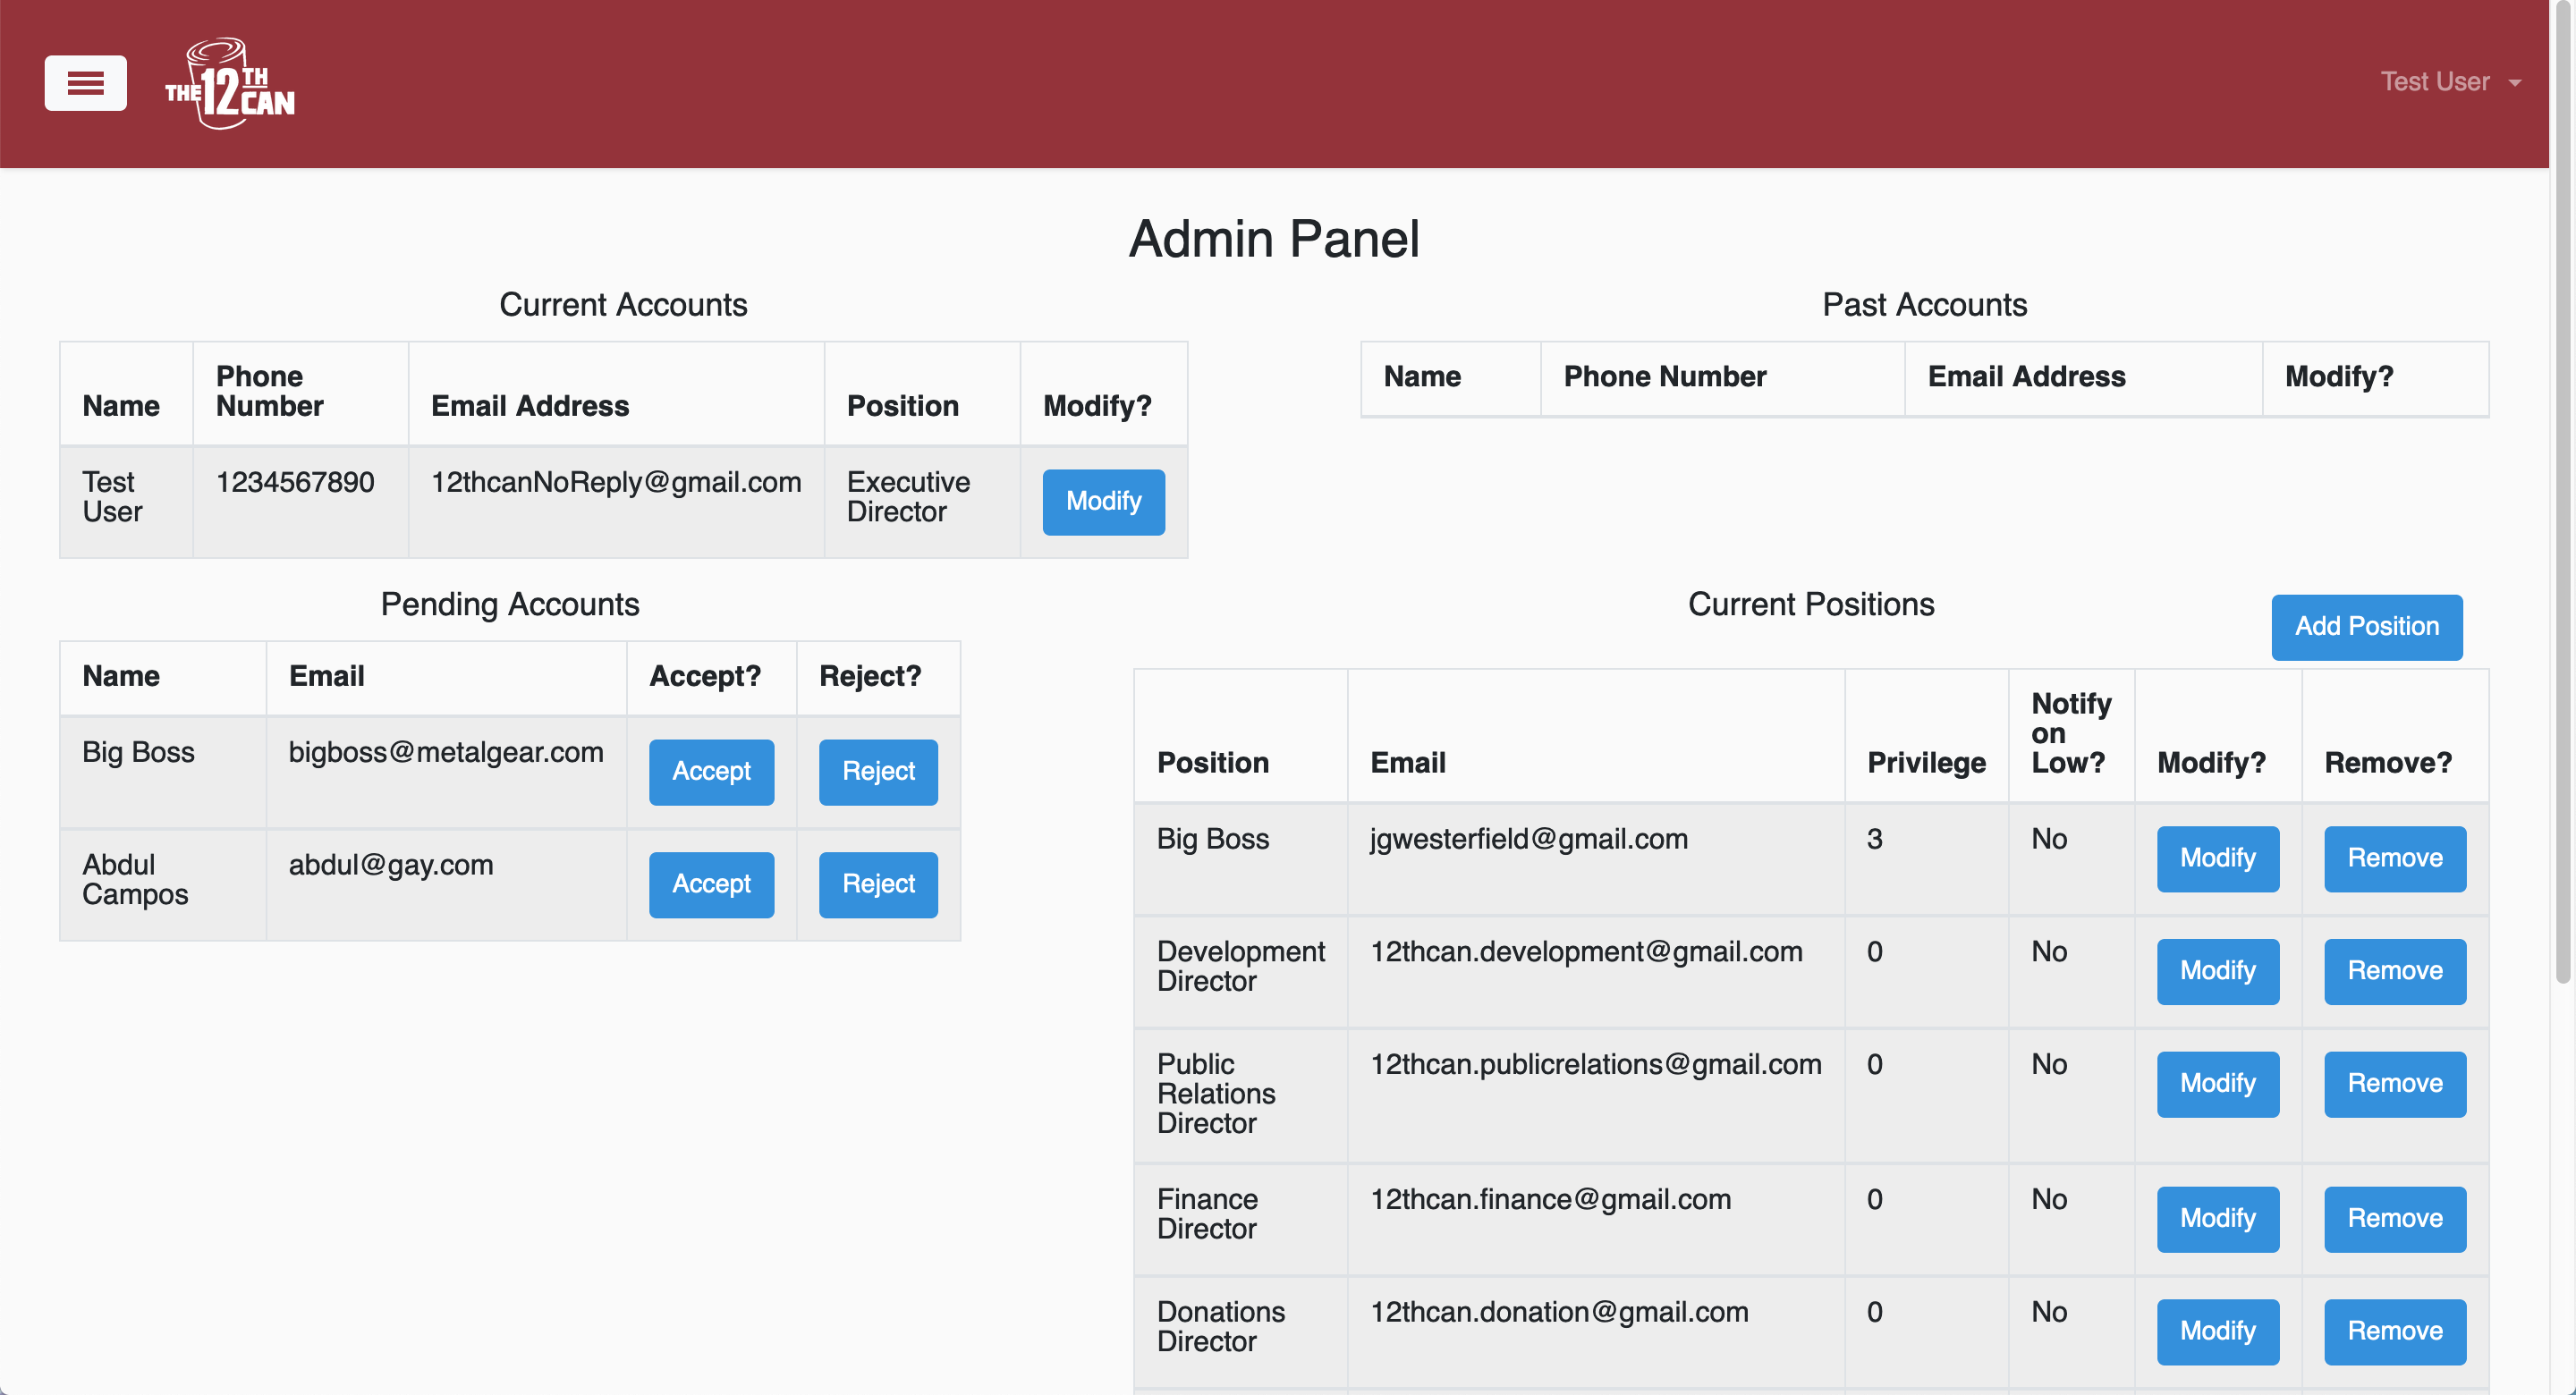 THE 12TH CAN
Test User
Admin Panel
Current Accounts
Name Phone Number Email Address Position Modify?
Test User 1234567890 12thcanNoReply@gmail.com Executive Director Modify
Past Accounts
Name Phone Number Email Address Modify?
Pending Accounts
Name Email Accept? Reject?
Big Boss bigboss@metalgear.com Accept Reject
Abdul Campos abdul@gay.com Accept Reject
Current Positions
Add Position
Position Email Privilege Notify on Low? Modify? Remove?
Big Boss jgwesterfield@gmail.com 3 No Modify Remove
Development Director 12thcan.development@gmail.com 0 No Modify Remove
Public Relations Director 12thcan.publicrelations@gmail.com 0 No Modify Remove
Finance Director 12thcan.finance@gmail.com 0 No Modify Remove
Donations Director 12thcan.donation@gmail.com 0 No Modify Remove